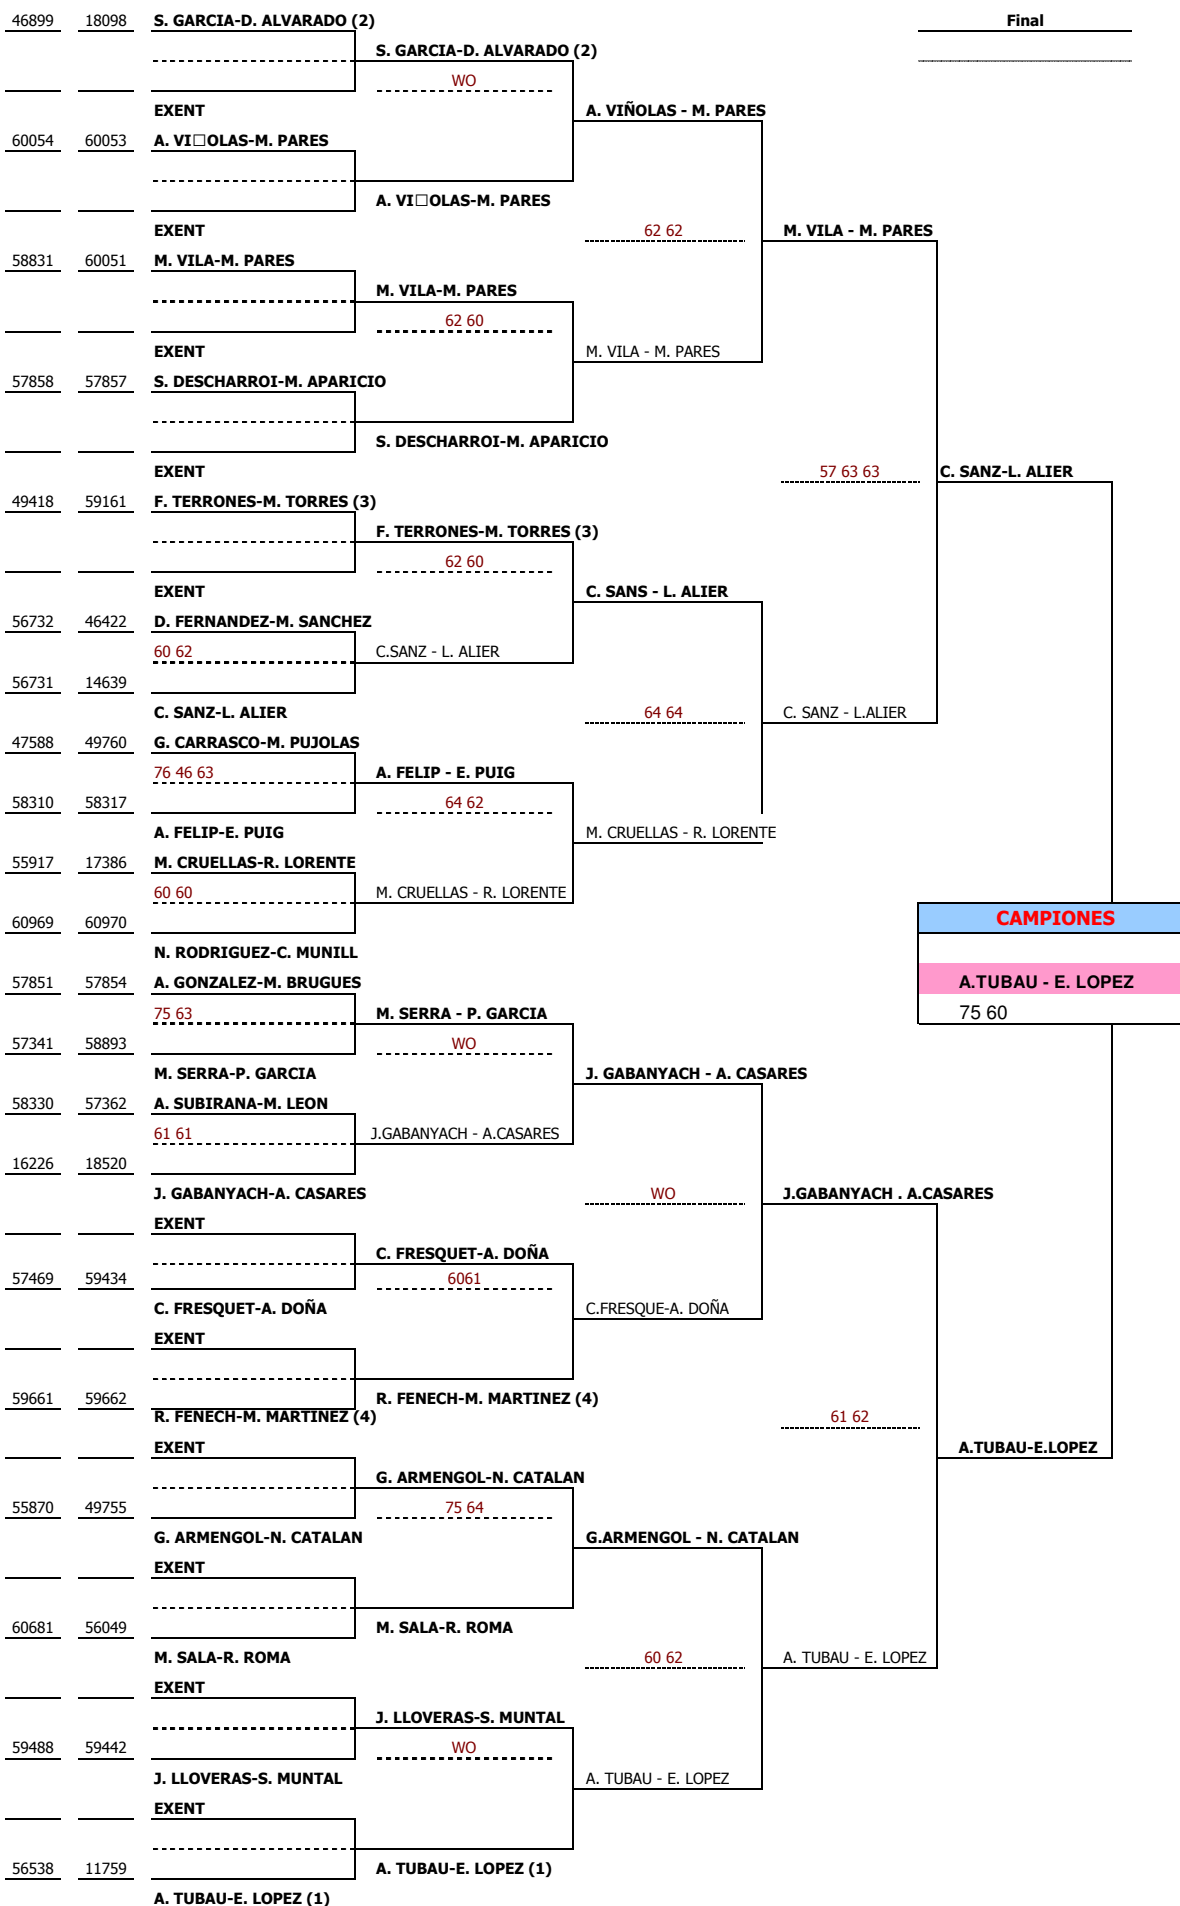 46899 18098 S. GARCIA-D. ALVARADO (2) Final
S. GARCIA-D. ALVARADO (2)
WO
EXENT A. VIÑOLAS - M. PARES
60054 60053 A. VI□OLAS-M. PARES
A. VI□OLAS-M. PARES
EXENT 62 62 M. VILA - M. PARES
58831 60051 M. VILA-M. PARES
M. VILA-M. PARES
62 60
EXENT M. VILA - M. PARES
57858 57857 S. DESCHARROI-M. APARICIO
S. DESCHARROI-M. APARICIO
EXENT 57 63 63 C. SANZ-L. ALIER
49418 59161 F. TERRONES-M. TORRES (3)
F. TERRONES-M. TORRES (3)
62 60
EXENT C. SANS - L. ALIER
56732 46422 D. FERNANDEZ-M. SANCHEZ
60 62 C.SANZ - L. ALIER
56731 14639
C. SANZ-L. ALIER 64 64 C. SANZ - L.ALIER
47588 49760 G. CARRASCO-M. PUJOLAS
76 46 63 A. FELIP - E. PUIG
58310 58317 64 62
A. FELIP-E. PUIG M. CRUELLAS - R. LORENTE
55917 17386 M. CRUELLAS-R. LORENTE
60 60 M. CRUELLAS - R. LORENTE
60969 60970 CAMPIONES
N. RODRIGUEZ-C. MUNILL
57851 57854 A. GONZALEZ-M. BRUGUES A.TUBAU - E. LOPEZ
75 63 M. SERRA - P. GARCIA 75 60
57341 58893 WO
M. SERRA-P. GARCIA J. GABANYACH - A. CASARES
58330 57362 A. SUBIRANA-M. LEON
61 61 J.GABANYACH - A.CASARES
16226 18520
J. GABANYACH-A. CASARES WO J.GABANYACH . A.CASARES
EXENT
C. FRESQUET-A. DOÑA
57469 59434 6061
C. FRESQUET-A. DOÑA C.FRESQUE-A. DOÑA
EXENT
59661 59662 R. FENECH-M. MARTINEZ (4)
R. FENECH-M. MARTINEZ (4) 61 62
EXENT A.TUBAU-E.LOPEZ
G. ARMENGOL-N. CATALAN
55870 49755 75 64
G. ARMENGOL-N. CATALAN G.ARMENGOL - N. CATALAN
EXENT
60681 56049 M. SALA-R. ROMA
M. SALA-R. ROMA 60 62 A. TUBAU - E. LOPEZ
EXENT
J. LLOVERAS-S. MUNTAL
59488 59442 WO
J. LLOVERAS-S. MUNTAL A. TUBAU - E. LOPEZ
EXENT
56538 11759 A. TUBAU-E. LOPEZ (1)
A. TUBAU-E. LOPEZ (1)